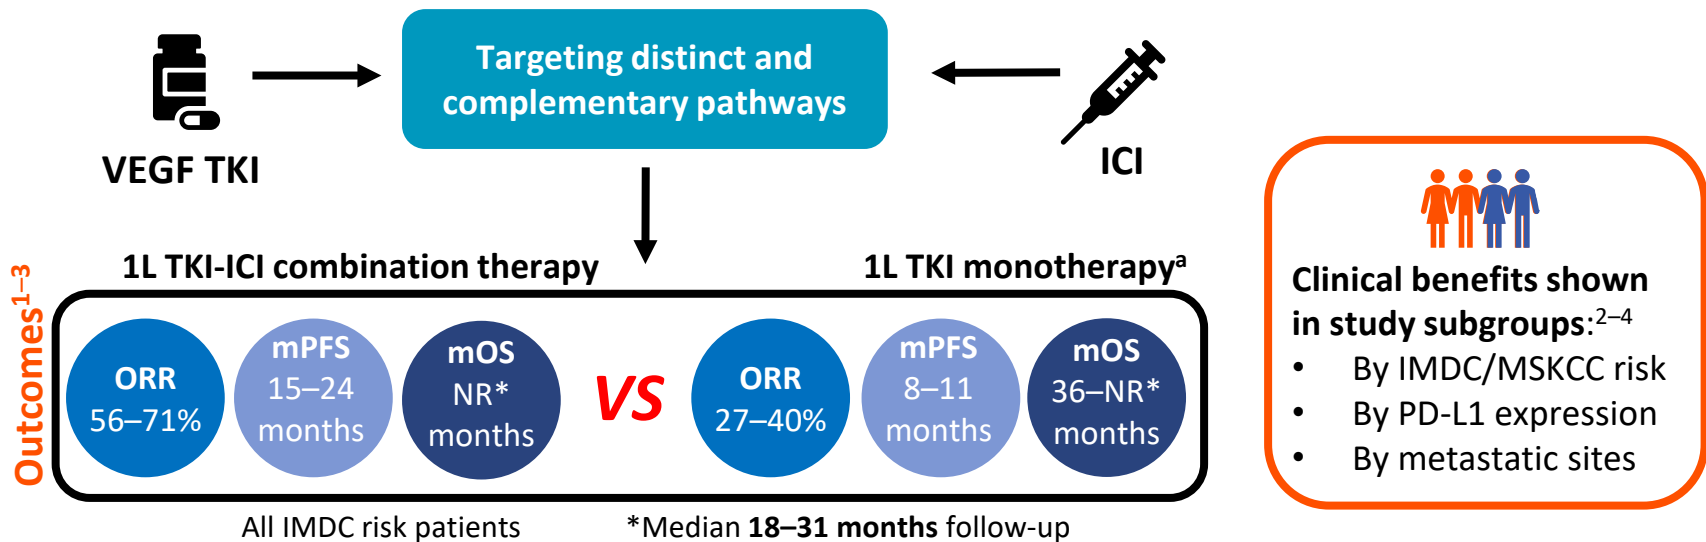 Targeting distinct and
complementary pathways
VEGF TKI
ICI
1L TKI-ICI combination therapy
1L TKI monotherapyᵃ
Outcomes¹⁻³
ORR
56–71%
mPFS
15–24
months
mOS
NR*
months
VS
ORR
27–40%
mPFS
8–11
months
mOS
36–NR*
months
All IMDC risk patients
*Median 18–31 months follow-up
Clinical benefits shown
in study subgroups:²⁻⁴
• By IMDC/MSKCC risk
• By PD-L1 expression
• By metastatic sites